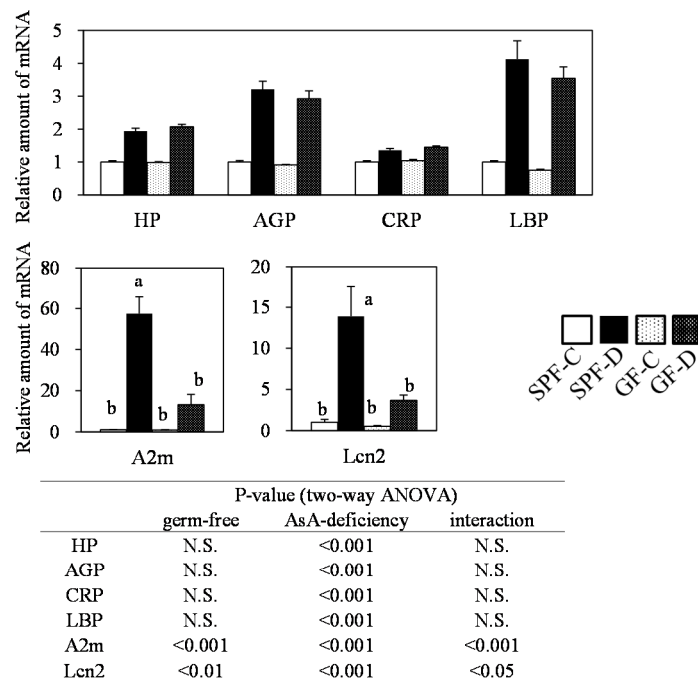 Relative amount of mRNA
5
4
3
2
1
0
HP AGP CRP LBP
Relative amount of mRNA
80
60
40
20
0
b a b b
A2m
20
15
10
5
0
b a b b
Lcn2
SPF-C SPF-D GF-C GF-D
P-value (two-way ANOVA)
germ-free AsA-deficiency interaction
HP N.S. <0.001 N.S.
AGP N.S. <0.001 N.S.
CRP N.S. <0.001 N.S.
LBP N.S. <0.001 N.S.
A2m <0.001 <0.001 <0.001
Lcn2 <0.01 <0.001 <0.05